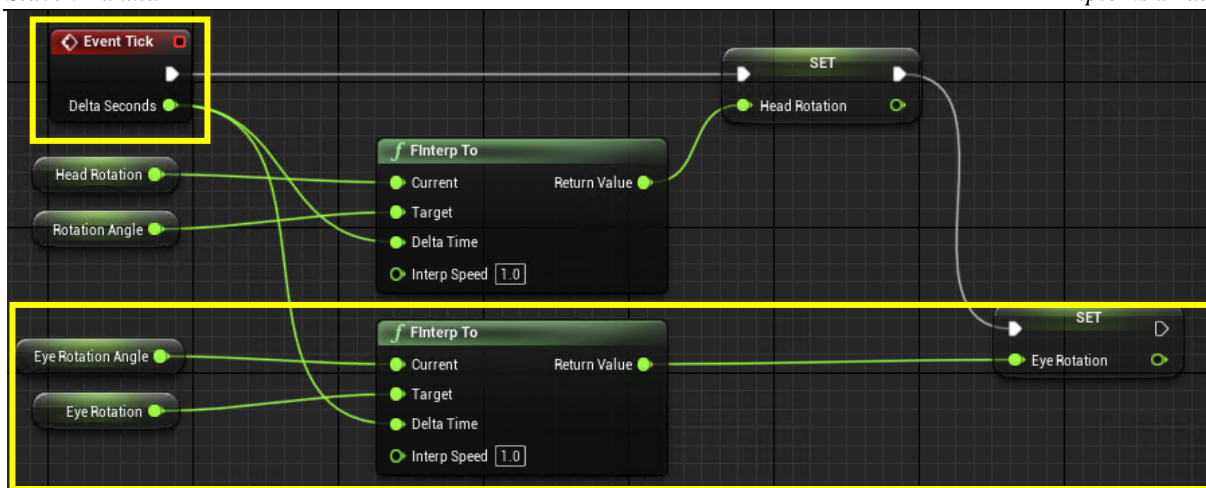 Event Tick
SET
Delta Seconds
Head Rotation
FInterp To
Head Rotation
Current
Return Value
Target
Rotation Angle
Delta Time
Interp Speed 1.0
SET
FInterp To
Eye Rotation Angle
Current
Return Value
Eye Rotation
Target
Eye Rotation
Delta Time
Interp Speed 1.0